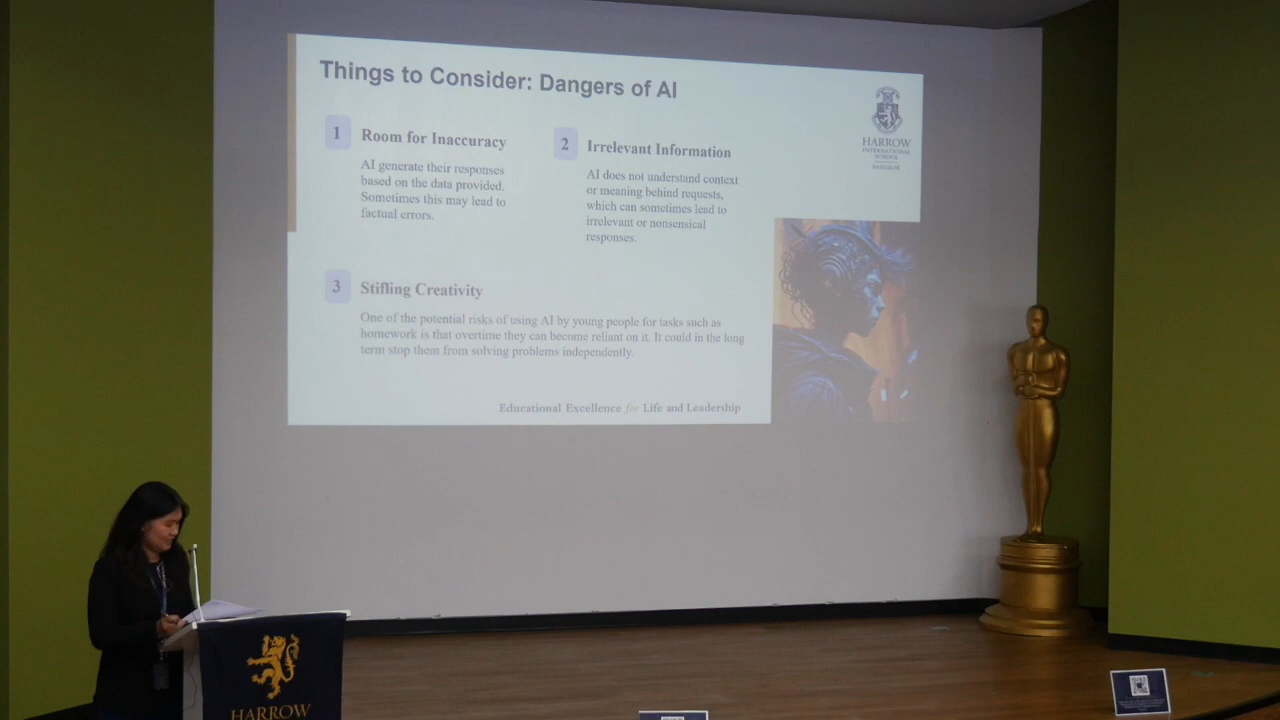 Things to Consider: Dangers of AI
1
Room for Inaccuracy
AI generate their responses
based on the data provided.
Sometimes this may lead to
factual errors.
2
Irrelevant Information
AI does not understand context
or meaning behind requests,
which can sometimes lead to
irrelevant or nonsensical
responses.
HARROW
INTERNATIONAL
SCHOOL
BANGKOK
3
Stifling Creativity
One of the potential risks of using AI by young people for tasks such as
homework is that overtime they can become reliant on it. It could in the long
term stop them from solving problems independently.
Educational Excellence for Life and Leadership
HARROW